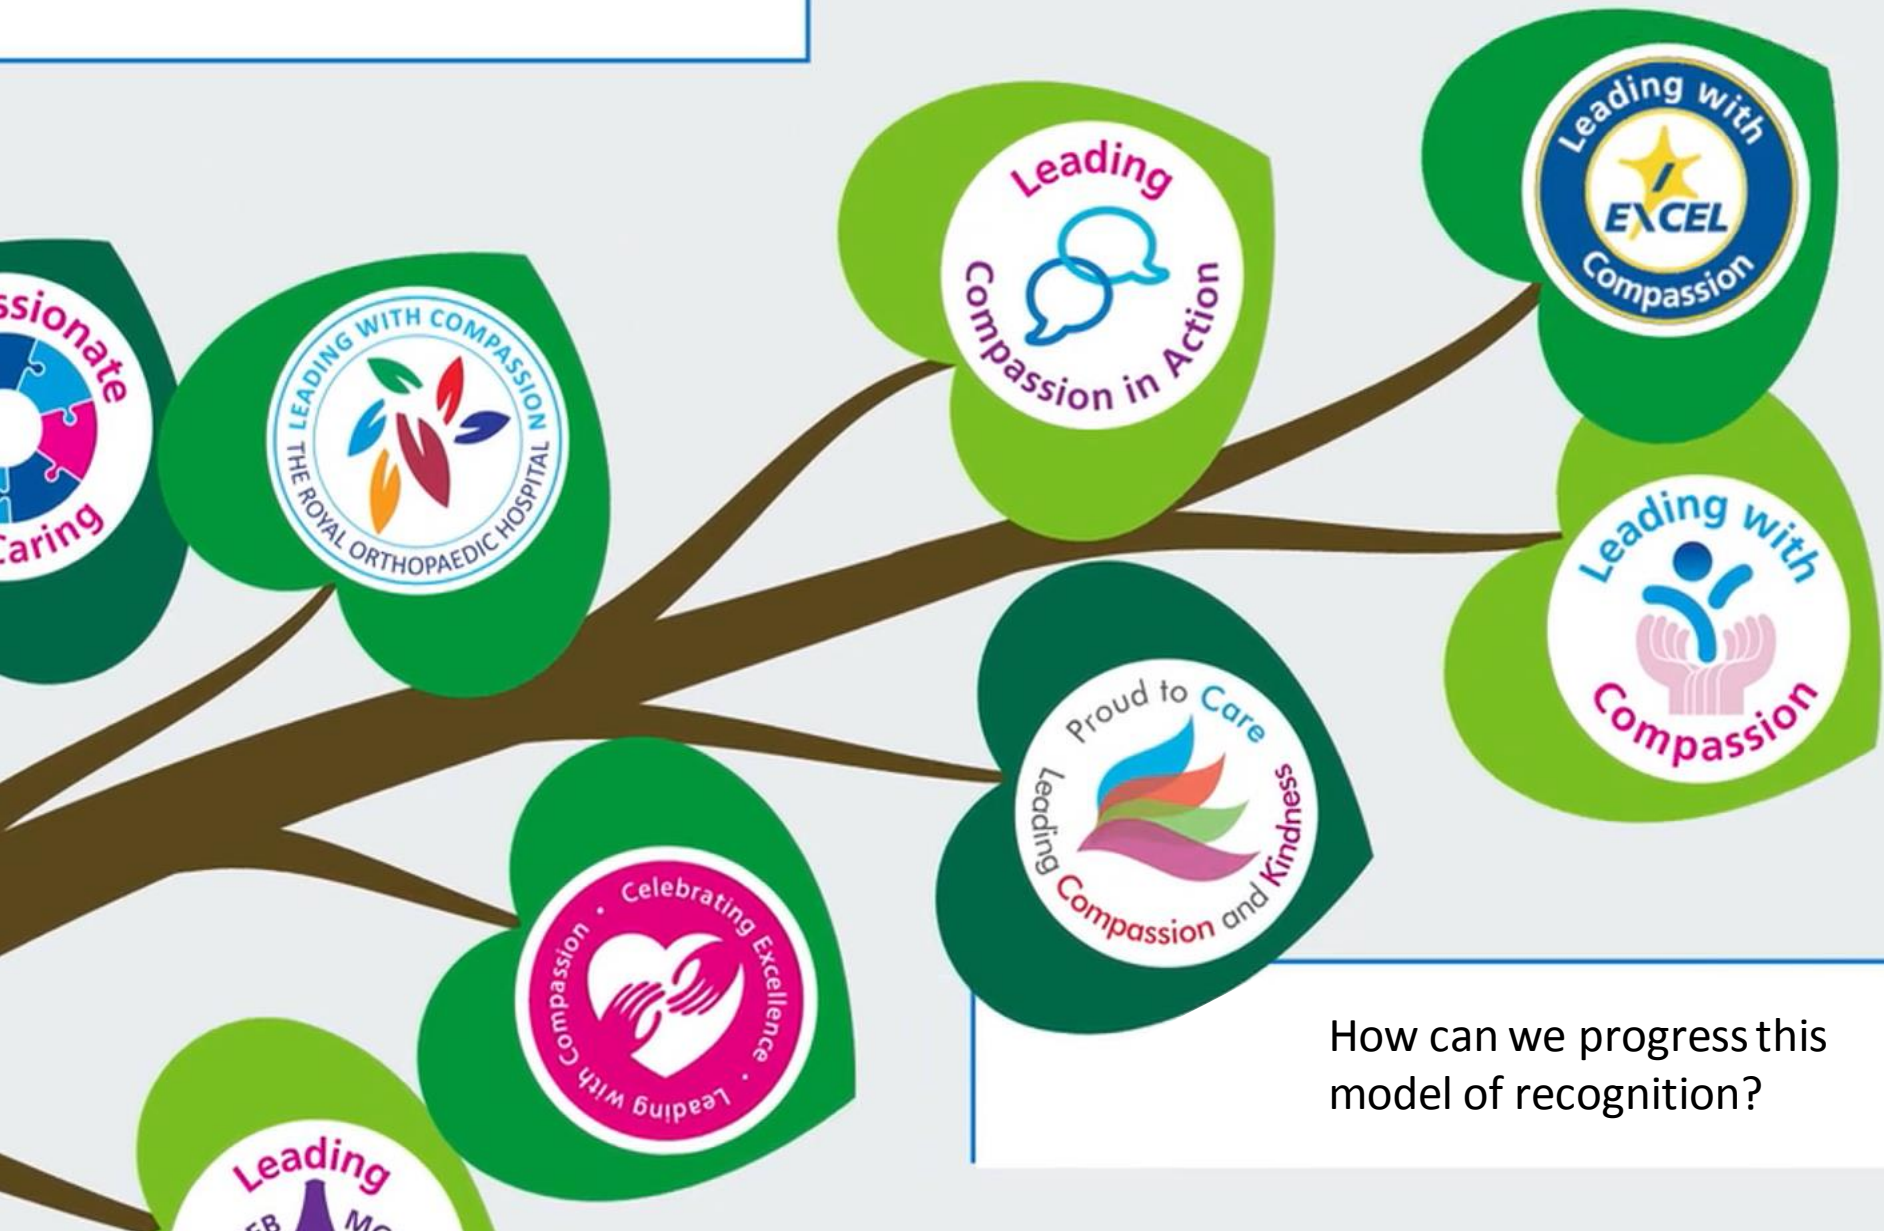 Leading with
EXCEL
Compassion
Leading
Compassion in Action
LEADING WITH COMPASSION
THE ROYAL ORTHOPAEDIC HOSPITAL
ssionate
Caring
Leading with
Compassion
Proud to Care
Leading Compassion and Kindness
Celebrating Excellence •
Leading with Compassion •
How can we progress this
model of recognition?
Leading